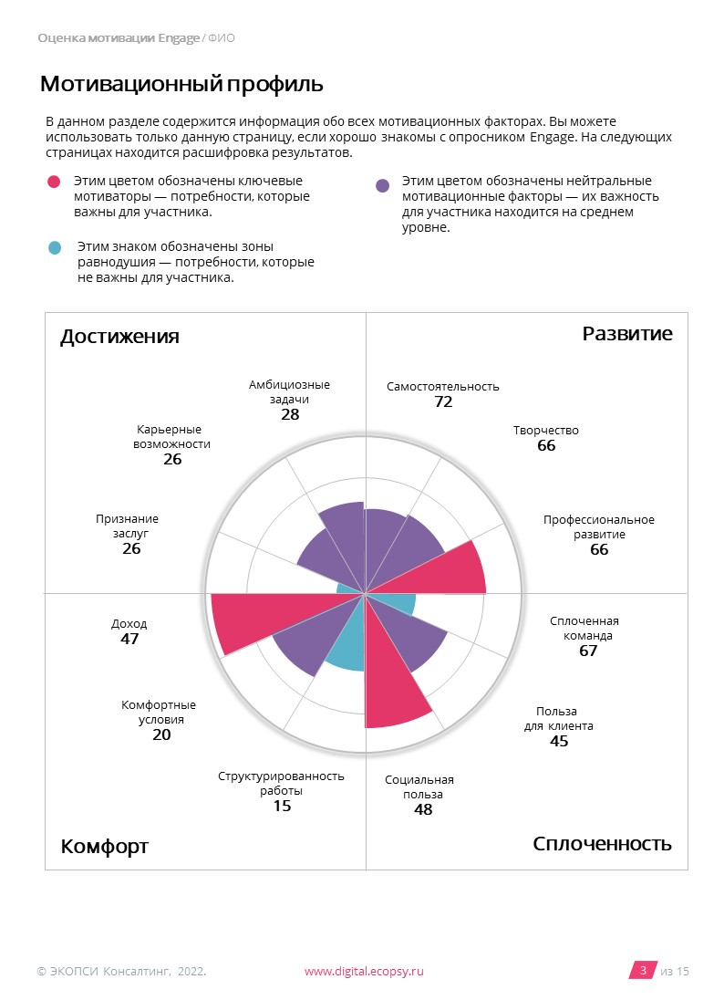 Оценка мотивации Engage / ФИО
Мотивационный профиль
В данном разделе содержится информация обо всех мотивационных факторах. Вы можете
использовать только данную страницу, если хорошо знакомы с опросником Engage. На следующих
страницах находится расшифровка результатов.
Этим цветом обозначены ключевые
мотиваторы — потребности, которые
важны для участника.
Этим цветом обозначены нейтральные
мотивационные факторы — их важность
для участника находится на среднем
уровне.
Этим знаком обозначены зоны
равнодушия — потребности, которые
не важны для участника.
Достижения
Развитие
Амбициозные
задачи
28
Самостоятельность
72
Карьерные
возможности
26
Творчество
66
Признание
заслуг
26
Профессиональное
развитие
66
Доход
47
Сплоченная
команда
67
Комфортные
условия
20
Польза
для клиента
45
Структурированность
работы
15
Социальная
польза
48
Комфорт
Сплоченность
© ЭКОПСИ Консалтинг, 2022.
www.digital.ecopsy.ru
3 из 15